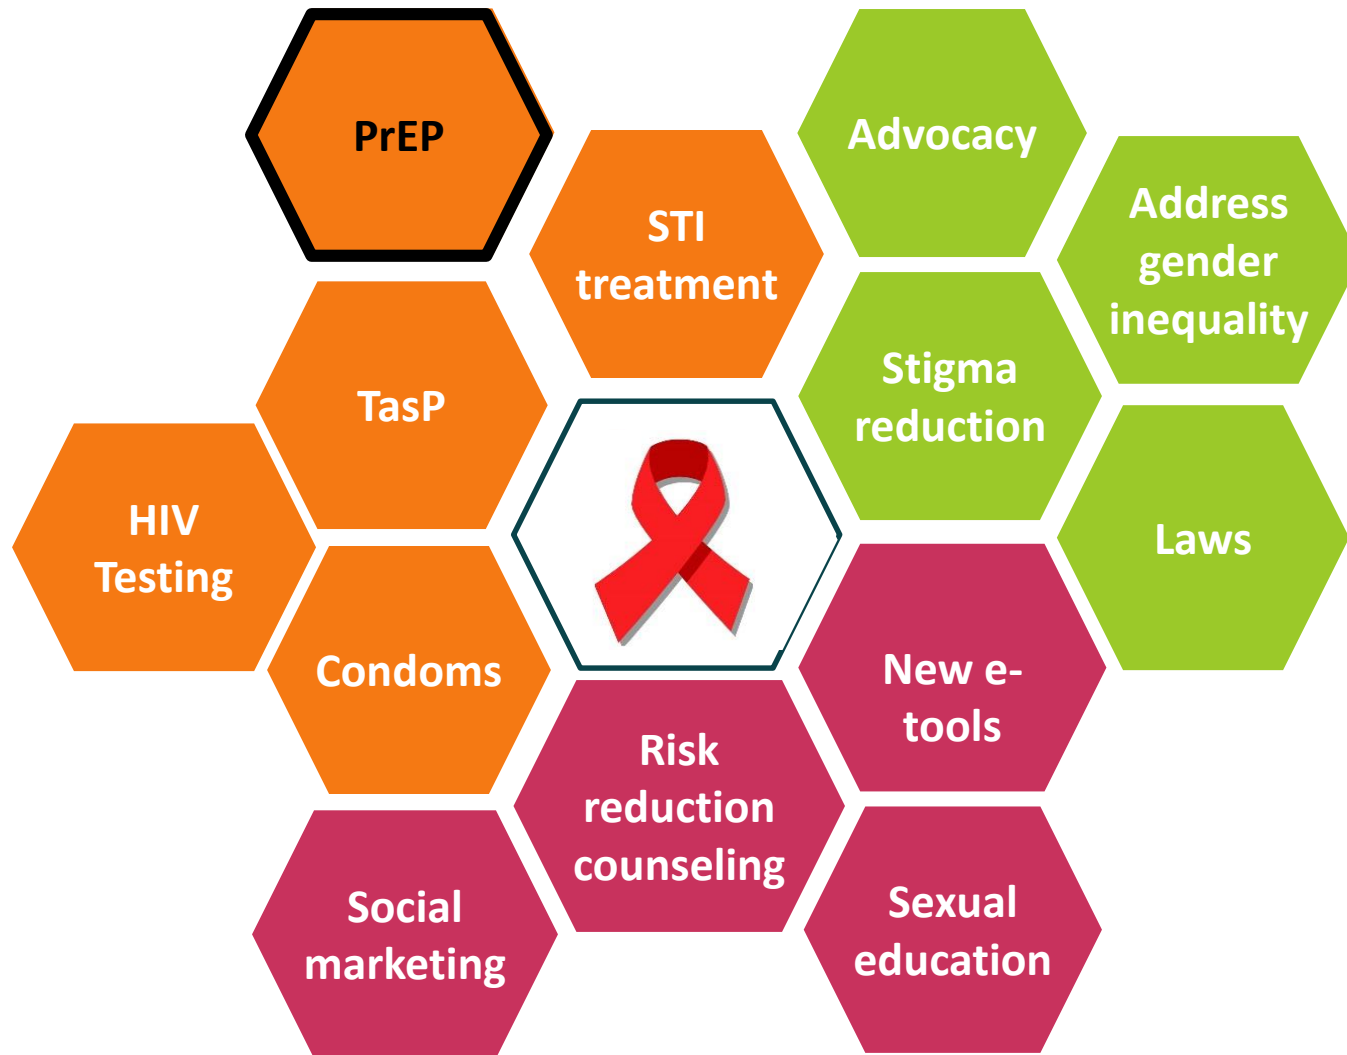 PrEP
Advocacy
STI
treatment
Address
gender
inequality
TasP
Stigma
reduction
HIV
Testing
Laws
Condoms
New e-
tools
Risk
reduction
counseling
Social
marketing
Sexual
education